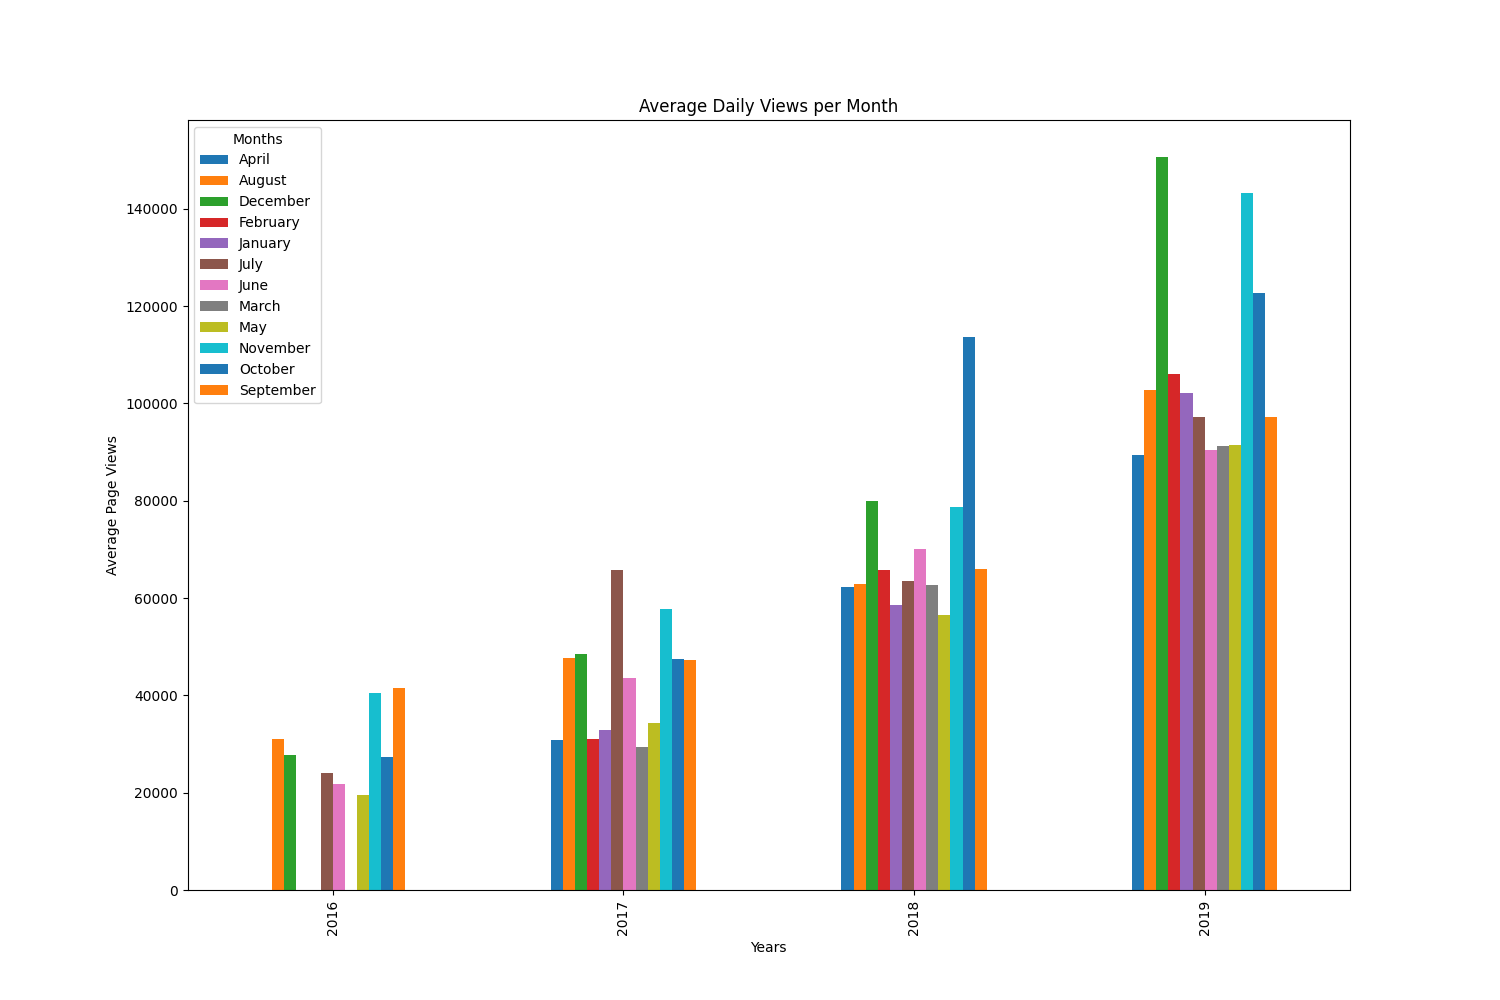 Average Daily Views per Month
Months
April
August
December
February
January
July
June
March
May
November
October
September
140000
120000
100000
80000
60000
40000
20000
0
Average Page Views
2016
2017
2018
2019
Years